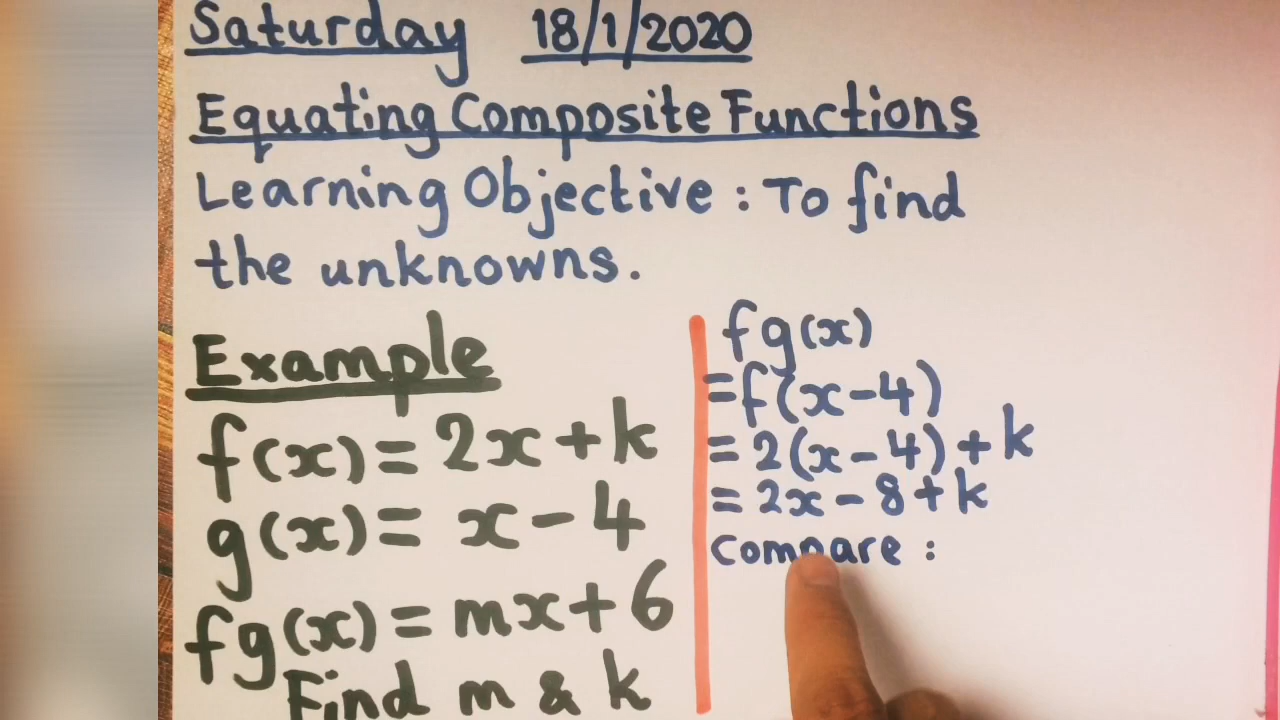 Saturday 18/1/2020
Equating Composite Functions
Learning Objective : To find
the unknowns.
Example
f(x) = 2x + k
g(x) = x - 4
fg(x) = mx + 6
Find m & k
fg(x)
= f(x - 4)
= 2(x - 4) + k
= 2x - 8 + k
Compare :